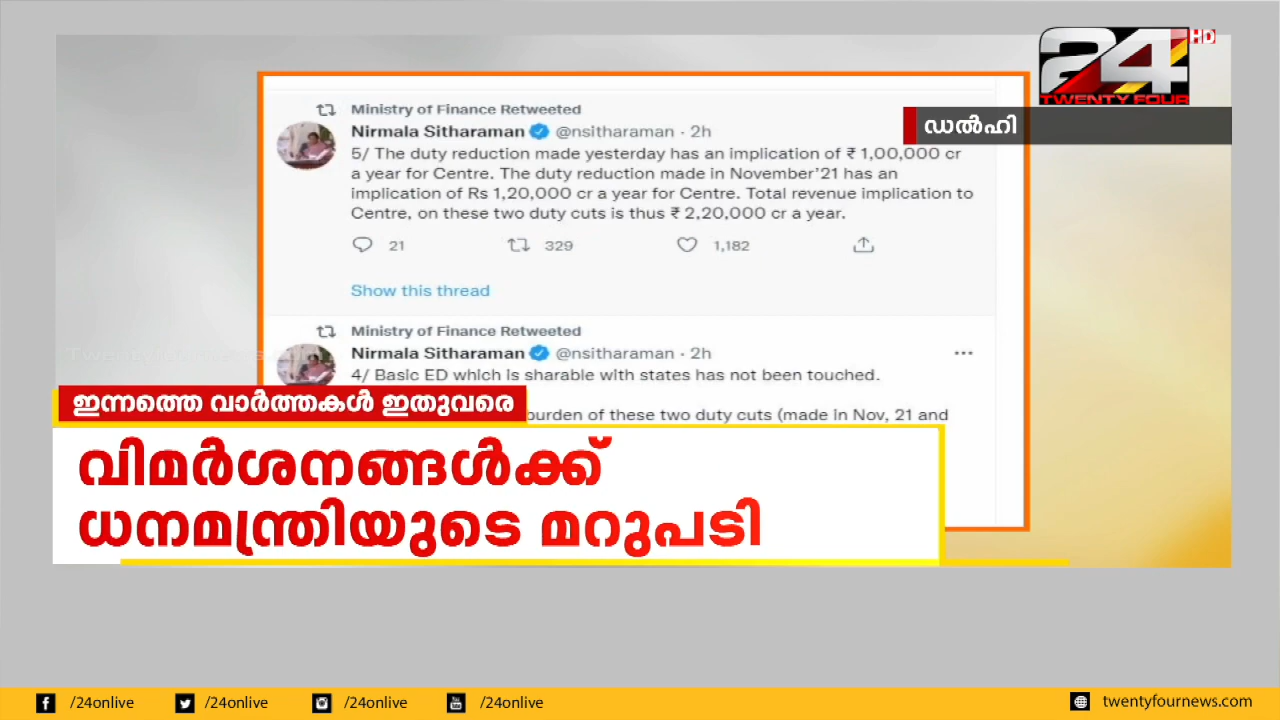 24
HD
TWENTY FOUR
ഡൽഹി
Ministry of Finance Retweeted
Nirmala Sitharaman @nsitharaman · 2h
5/ The duty reduction made yesterday has an implication of ₹ 1,00,000 cr
a year for Centre. The duty reduction made in November’21 has an
implication of Rs 1,20,000 cr a year for Centre. Total revenue implication to
Centre, on these two duty cuts is thus ₹ 2,20,000 cr a year.
21 329 1,182
Show this thread
Ministry of Finance Retweeted
Nirmala Sitharaman @nsitharaman · 2h
4/ Basic ED which is sharable with states has not been touched.
burden of these two duty cuts (made in Nov, 21 and
ഇന്നത്തെ വാർത്തകൾ ഇതുവരെ
വിമർശനങ്ങൾക്ക്
ധനമന്ത്രിയുടെ മറുപടി
/24onlive /24onlive /24onlive /24onlive twentyfournews.com